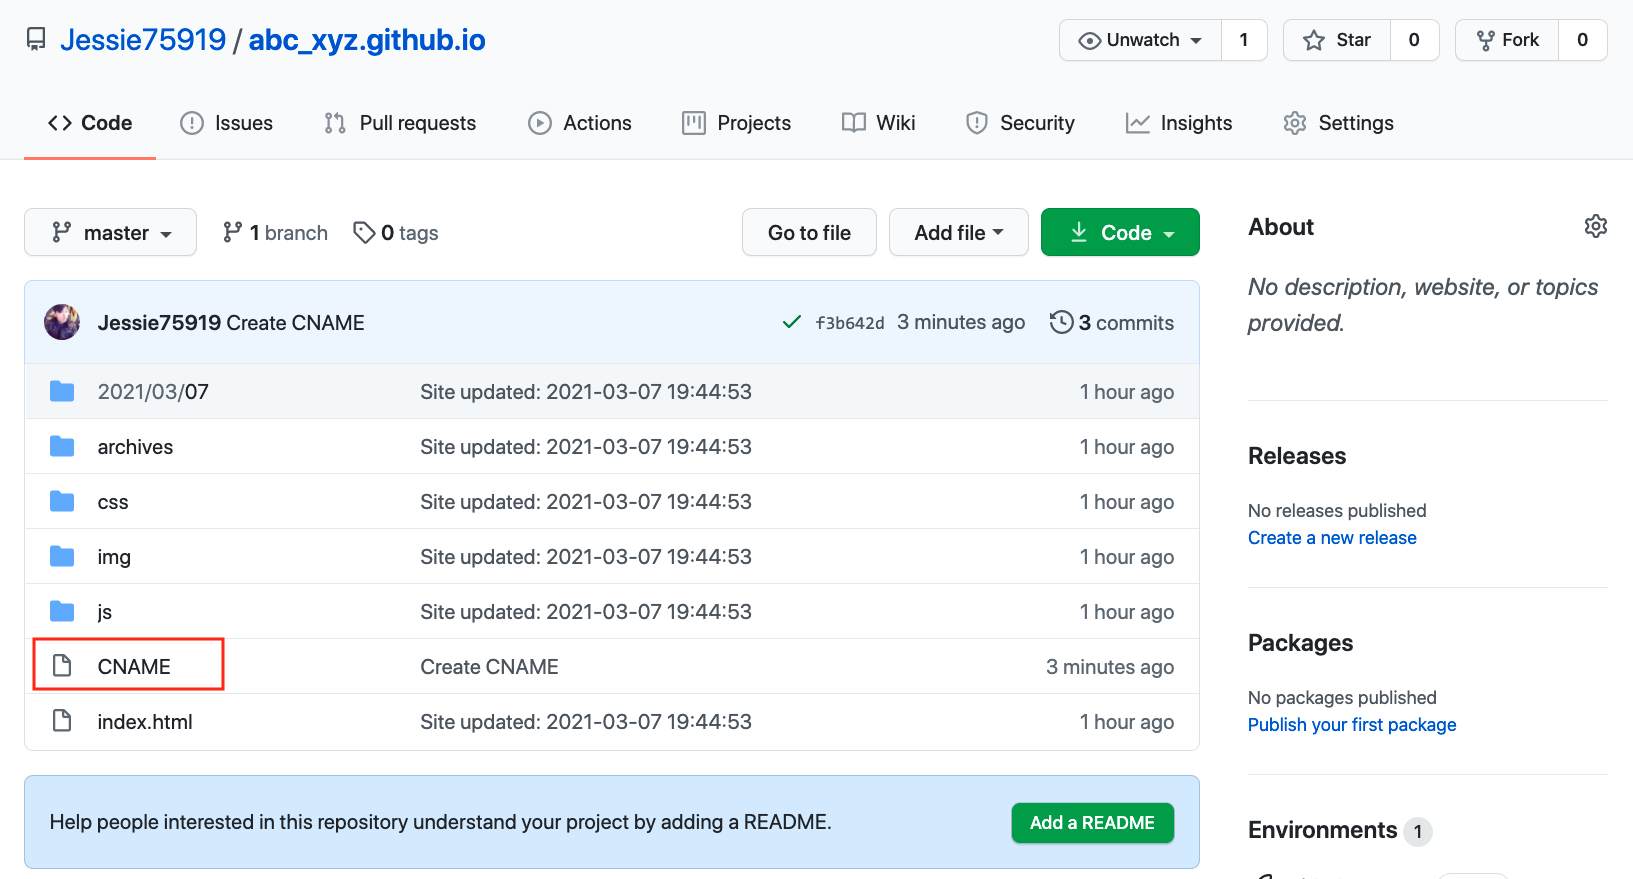 Jessie75919 / abc_xyz.github.io
Unwatch 1
Star 0
Fork 0
Code Issues Pull requests Actions Projects Wiki Security Insights Settings
master 1 branch 0 tags
Go to file Add file Code
Jessie75919 Create CNAME f3b642d 3 minutes ago 3 commits
2021/03/07 Site updated: 2021-03-07 19:44:53 1 hour ago
archives Site updated: 2021-03-07 19:44:53 1 hour ago
css Site updated: 2021-03-07 19:44:53 1 hour ago
img Site updated: 2021-03-07 19:44:53 1 hour ago
js Site updated: 2021-03-07 19:44:53 1 hour ago
CNAME Create CNAME 3 minutes ago
index.html Site updated: 2021-03-07 19:44:53 1 hour ago
Help people interested in this repository understand your project by adding a README. Add a README
About
No description, website, or topics
provided.
Releases
No releases published
Create a new release
Packages
No packages published
Publish your first package
Environments 1